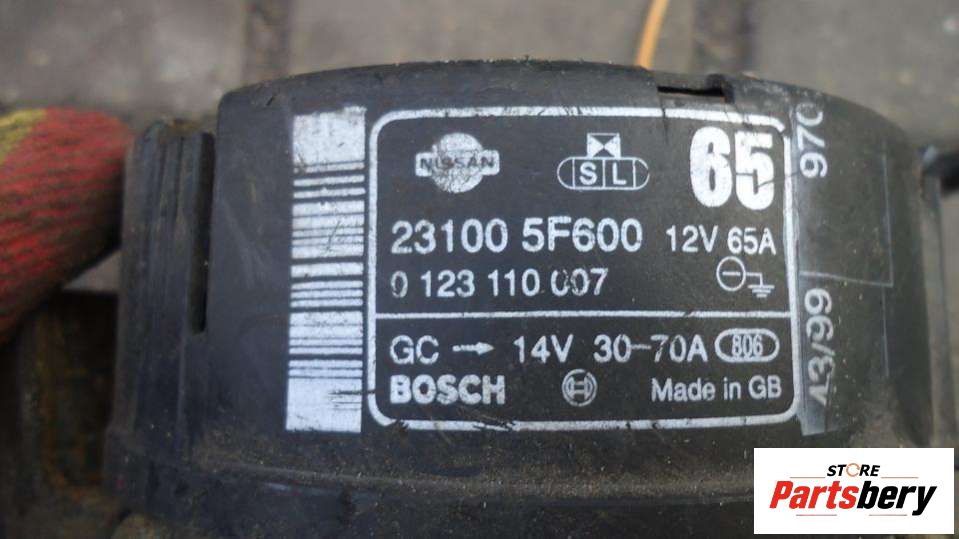 NISSAN
S L
65
23100 5F600 12V 65A
0 123 110 007
GC → 14V 30-70A 806
BOSCH Made in GB
970
43/99
STORE
Partsbery